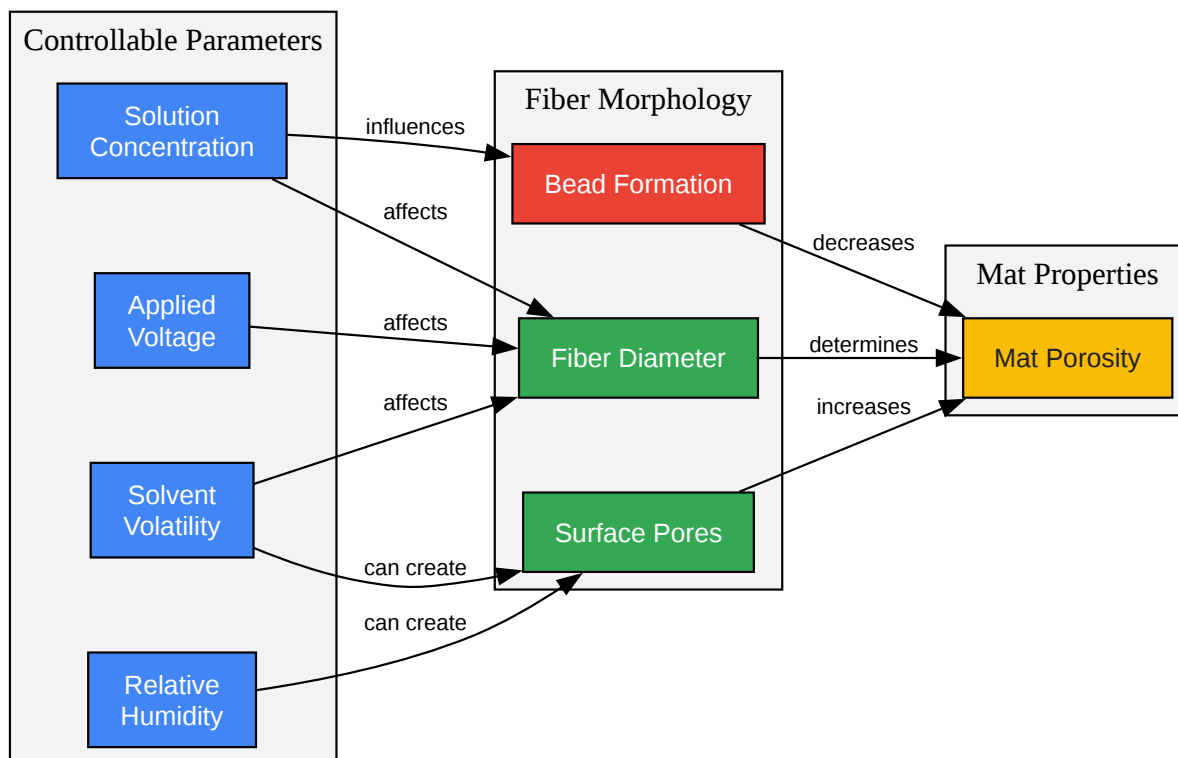 Controllable Parameters
Solution
Concentration
Applied
Voltage
Solvent
Volatility
Relative
Humidity
influences
affects
affects
affects
can create
can create
Fiber Morphology
Bead Formation
Fiber Diameter
Surface Pores
decreases
determines
increases
Mat Properties
Mat Porosity